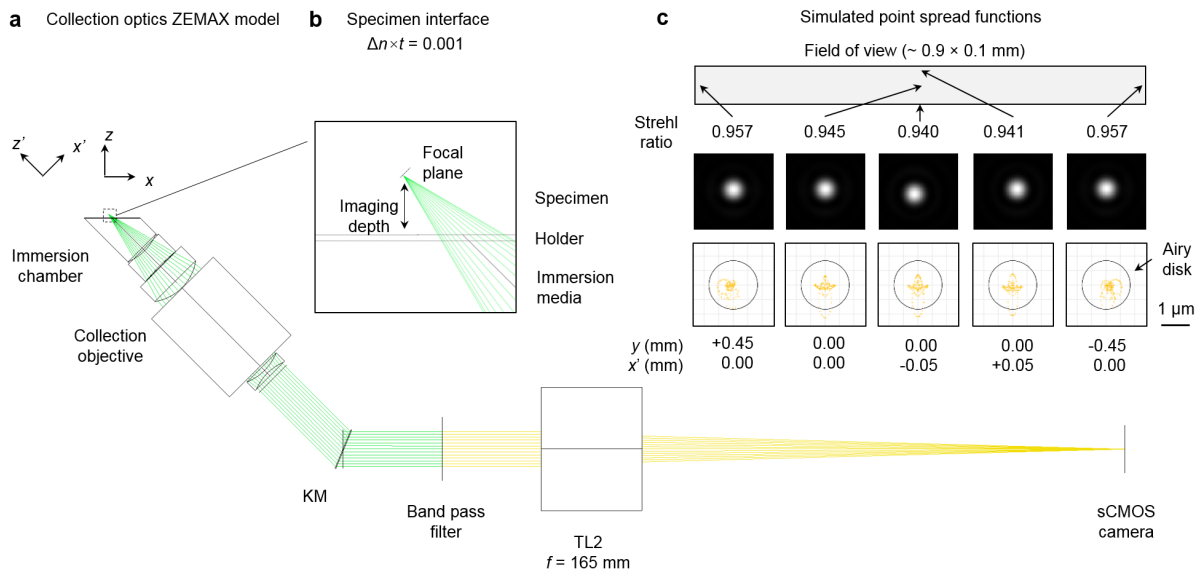 a Collection optics ZEMAX model
z’
x’
z
x
Immersion
chamber
Collection
objective
KM
Band pass
filter
TL2
f = 165 mm
sCMOS
camera
b Specimen interface
Δn×t = 0.001
Focal
plane
Imaging
depth
Specimen
Holder
Immersion
media
c Simulated point spread functions
Field of view (~ 0.9 × 0.1 mm)
Strehl
ratio
0.957 0.945 0.940 0.941 0.957
Airy
disk
1 µm
y (mm) +0.45 0.00 0.00 0.00 -0.45
x’ (mm) 0.00 0.00 -0.05 +0.05 0.00